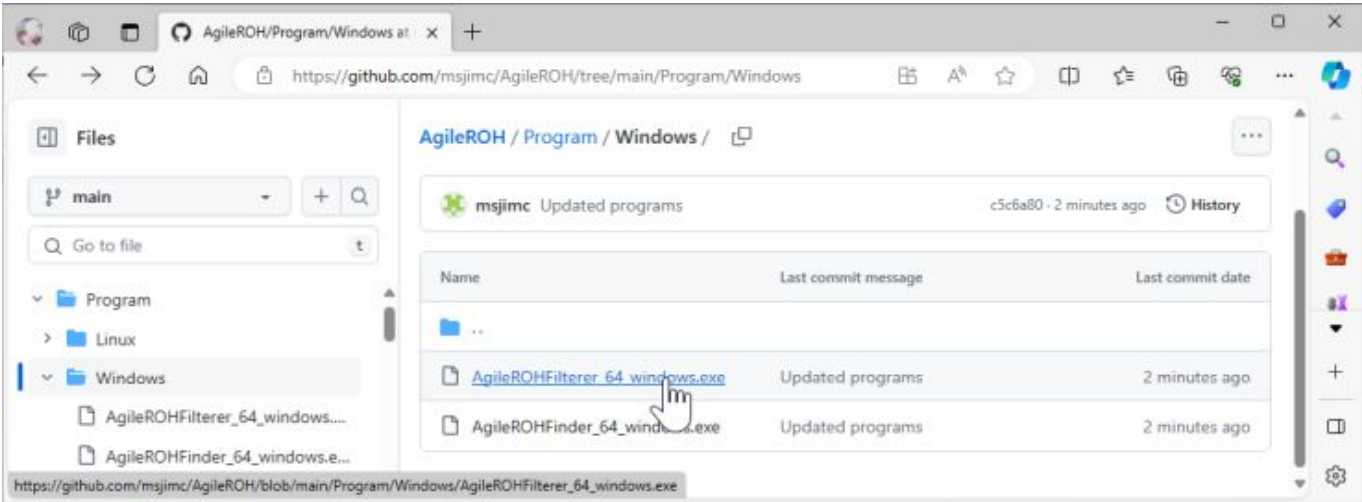 AgileROH/Program/Windows at
https://github.com/msjimc/AgileROH/tree/main/Program/Windows
Files
main
Go to file
t
Program
Linux
Windows
AgileROHFilterer_64_windows....
AgileROHFinder_64_windows.e...
AgileROH / Program / Windows /
msjimc Updated programs c5c6a80 · 2 minutes ago History
Name Last commit message Last commit date
..
AgileROHFilterer_64_windows.exe Updated programs 2 minutes ago
AgileROHFinder_64_windows.exe Updated programs 2 minutes ago
https://github.com/msjimc/AgileROH/blob/main/Program/Windows/AgileROHFilterer_64_windows.exe